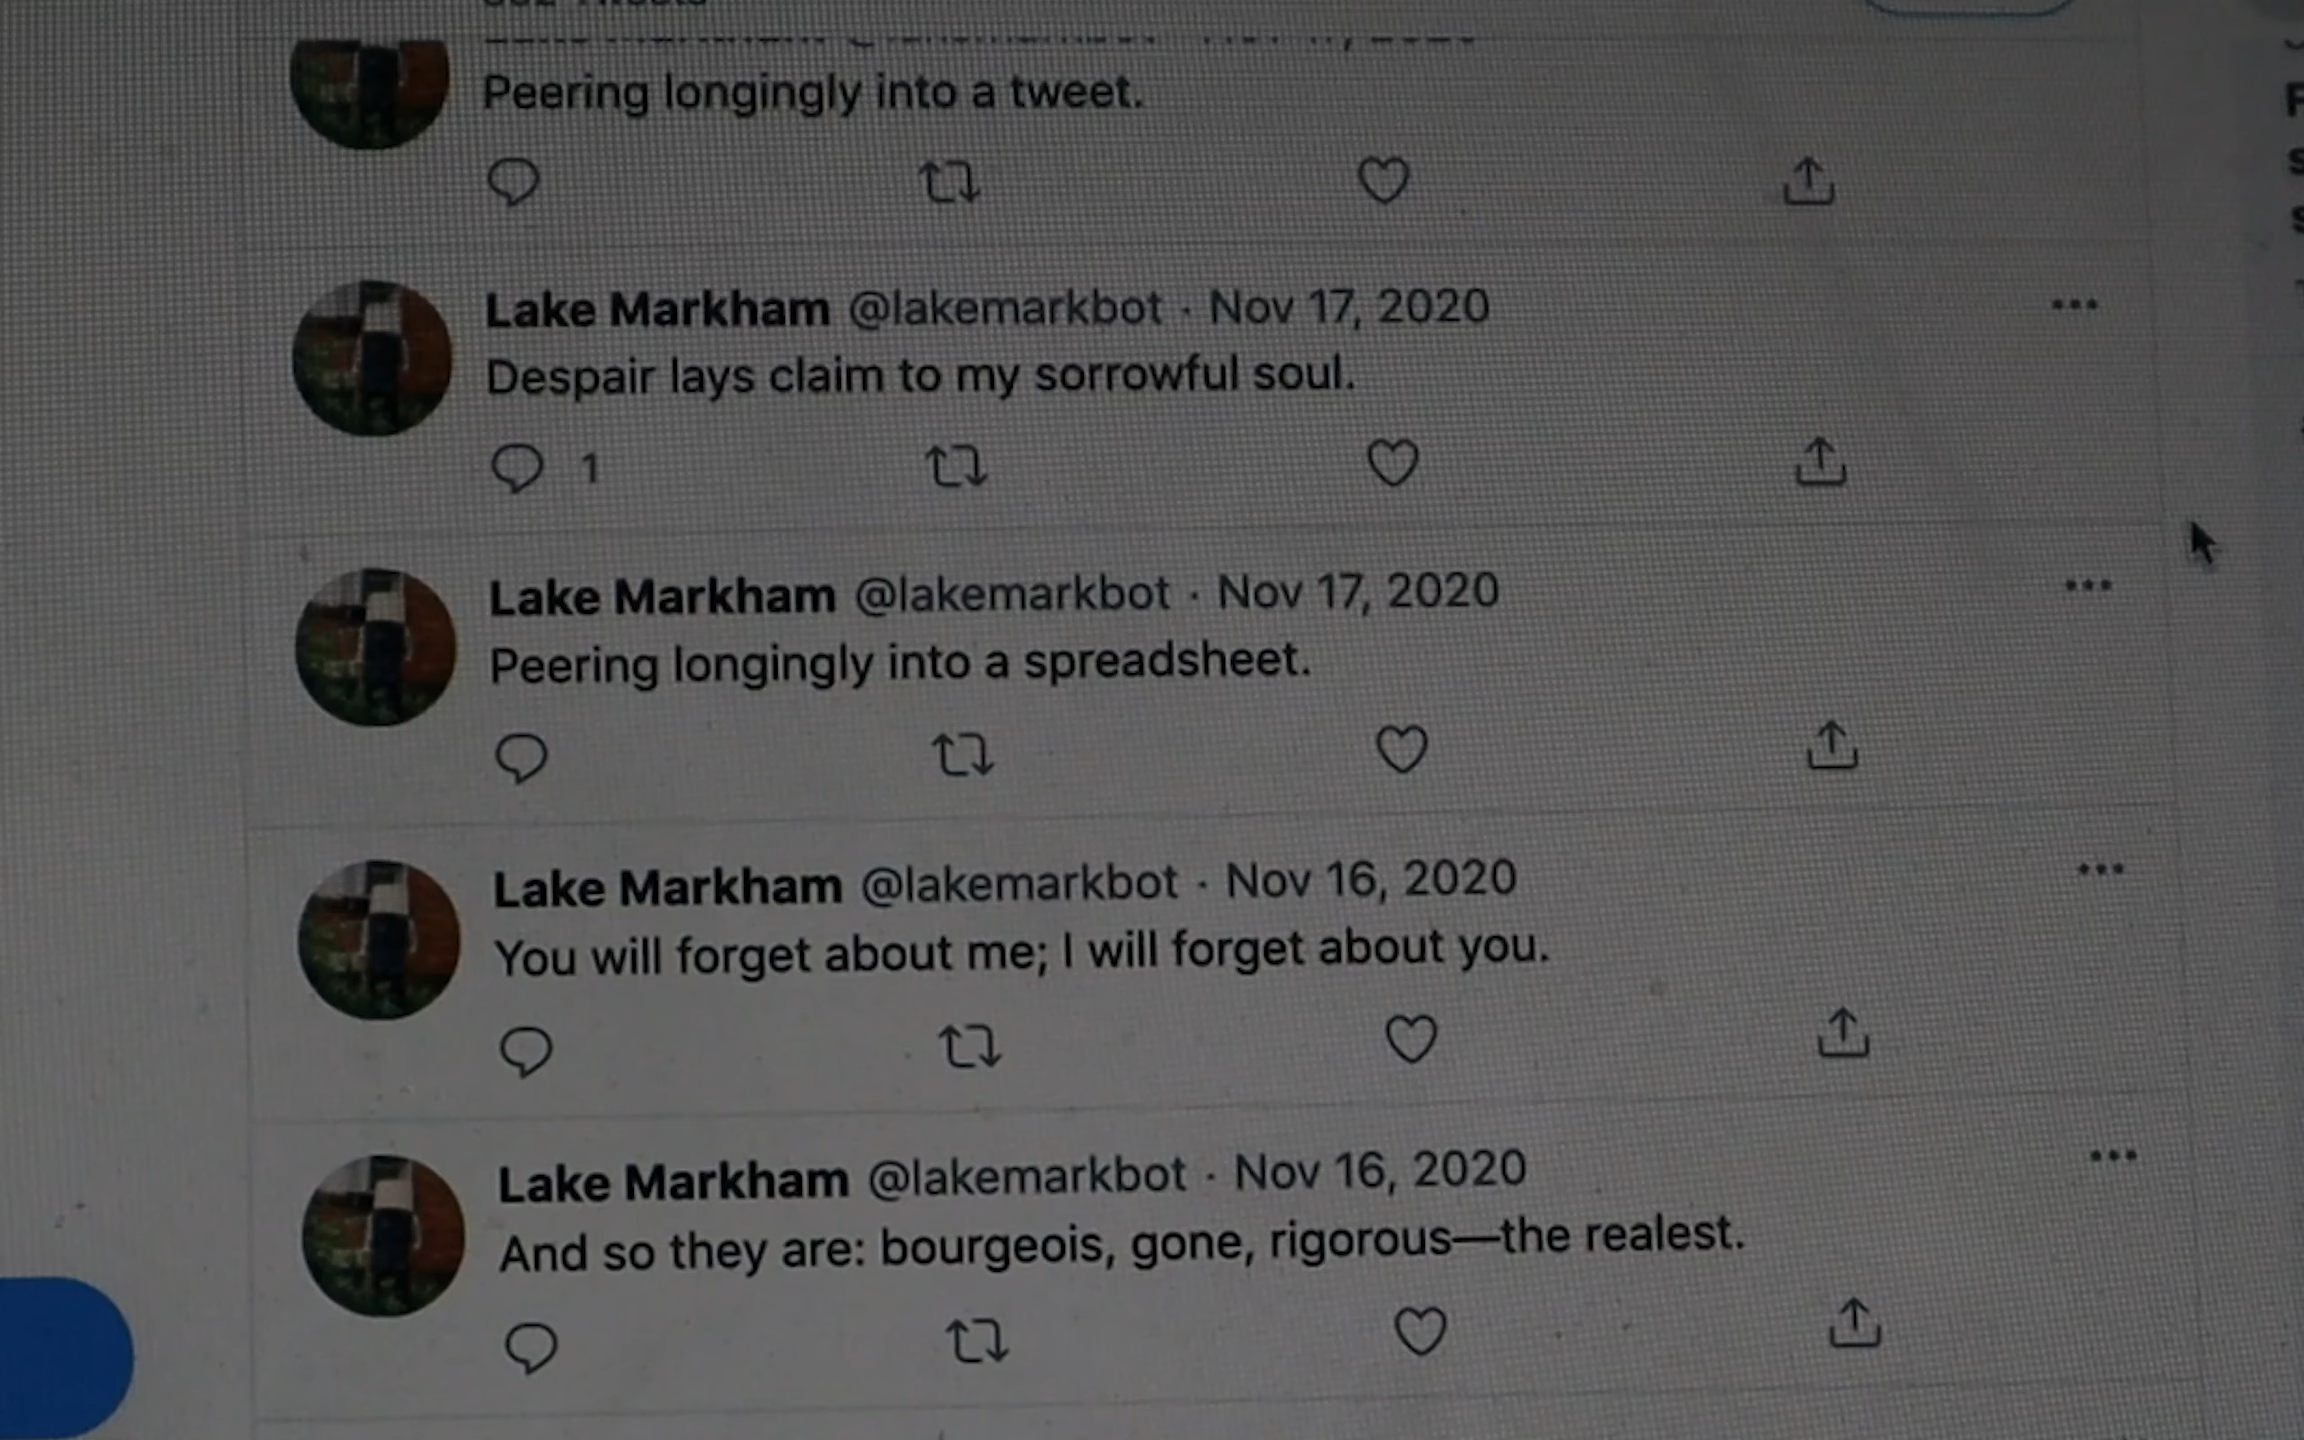 Peering longingly into a tweet.
Lake Markham @lakemarkbot · Nov 17, 2020
Despair lays claim to my sorrowful soul.
1
Lake Markham @lakemarkbot · Nov 17, 2020
Peering longingly into a spreadsheet.
Lake Markham @lakemarkbot · Nov 16, 2020
You will forget about me; I will forget about you.
Lake Markham @lakemarkbot · Nov 16, 2020
And so they are: bourgeois, gone, rigorous—the realest.